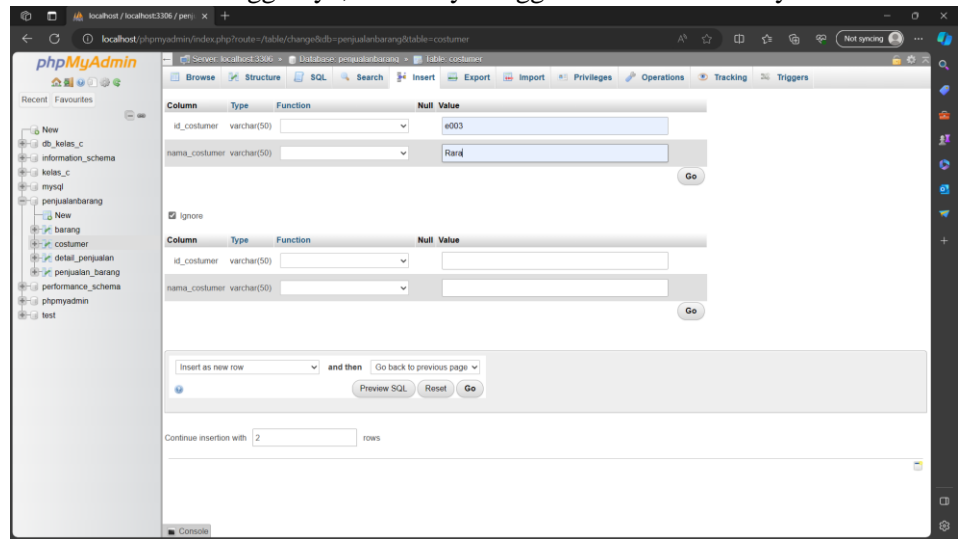 localhost / localhost:3306 / penj
localhost/phpmyadmin/index.php?route=/table/change&db=penjualanbarang&table=costumer
Not syncing
phpMyAdmin
Recent Favourites
New
db_kelas_c
information_schema
kelas_c
mysql
penjualanbarang
New
barang
costumer
detail_penjualan
penjualan_barang
performance_schema
phpmyadmin
test
Server: localhost:3306 » Database: penjualanbarang » Table: costumer
Browse Structure SQL Search Insert Export Import Privileges Operations Tracking Triggers
Column Type Function Null Value
id_costumer varchar(50) e003
nama_costumer varchar(50) Rara
Go
Ignore
Column Type Function Null Value
id_costumer varchar(50)
nama_costumer varchar(50)
Go
Insert as new row and then Go back to previous page
Preview SQL Reset Go
Continue insertion with 2 rows
Console